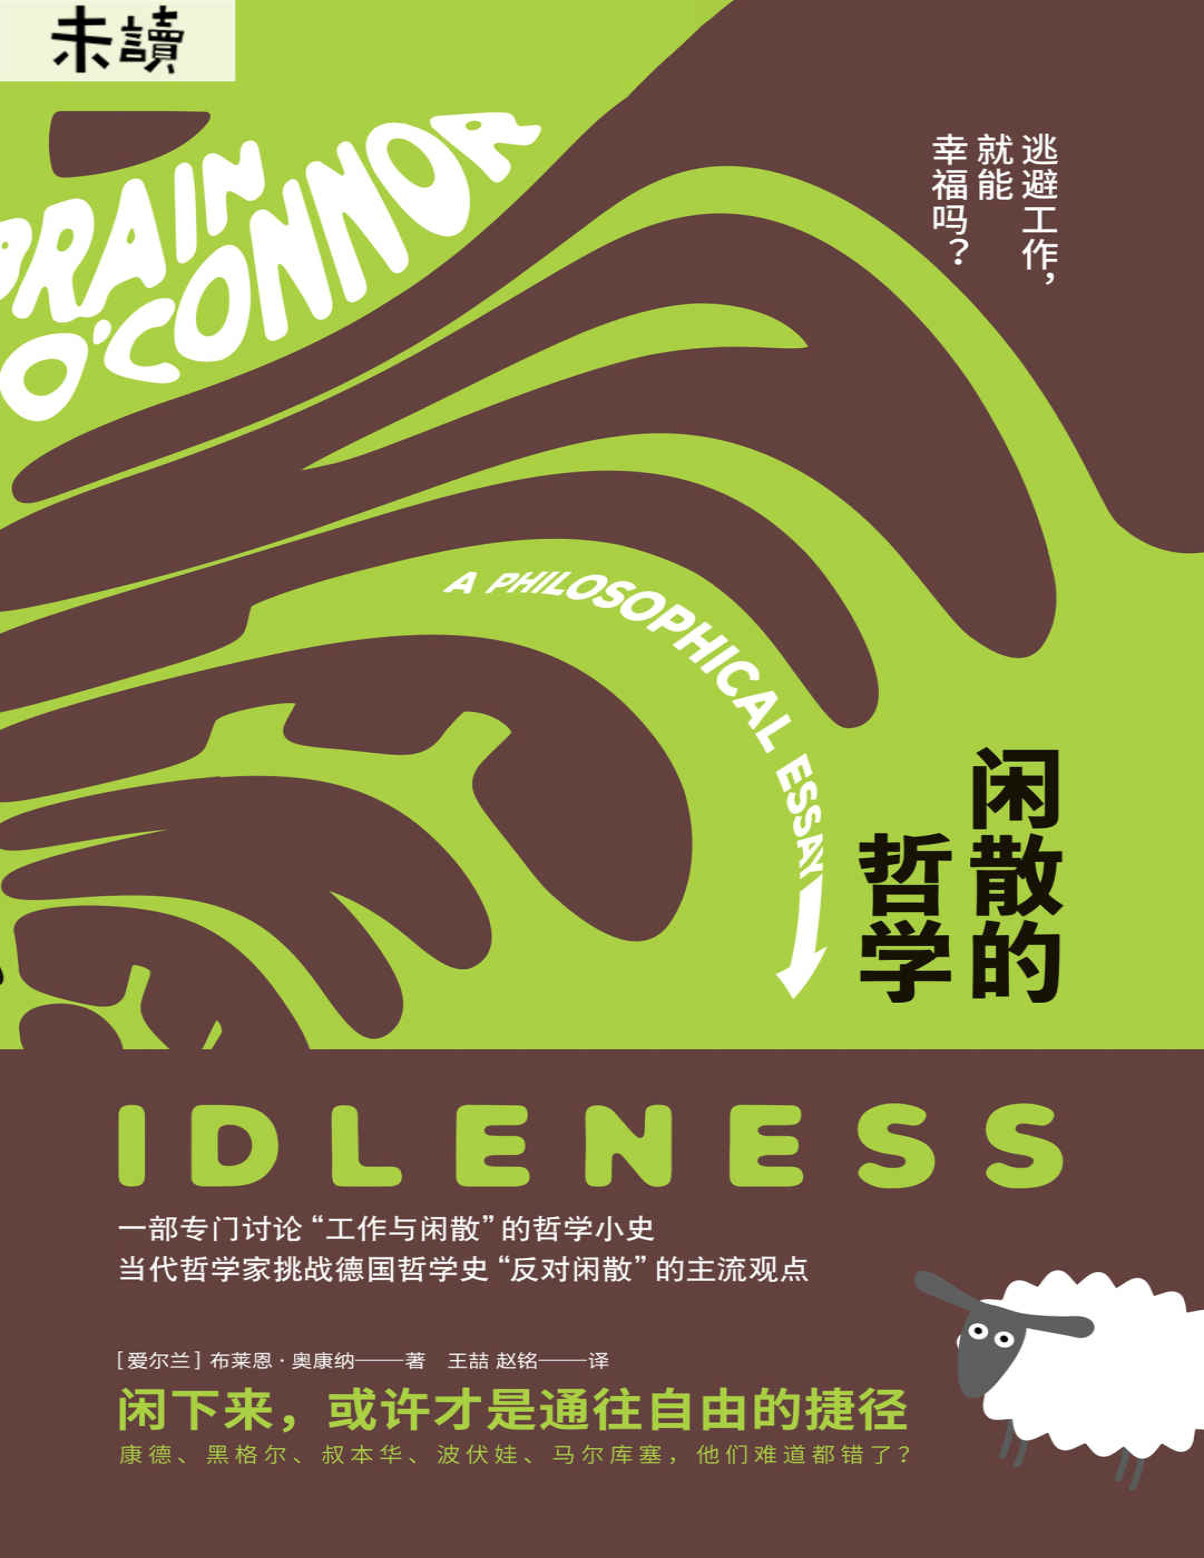 未讀
BRAIN
O'CONNOR
逃避工作，
就能
幸福吗？
A PHILOSOPHICAL ESSAY
闲散的
哲学
IDLENESS
一部专门讨论“工作与闲散”的哲学小史
当代哲学家挑战德国哲学史“反对闲散”的主流观点
［爱尔兰］布莱恩·奥康纳——著　王喆 赵铭——译
闲下来，或许才是通往自由的捷径
康德、黑格尔、叔本华、波伏娃、马尔库塞，他们难道都错了？